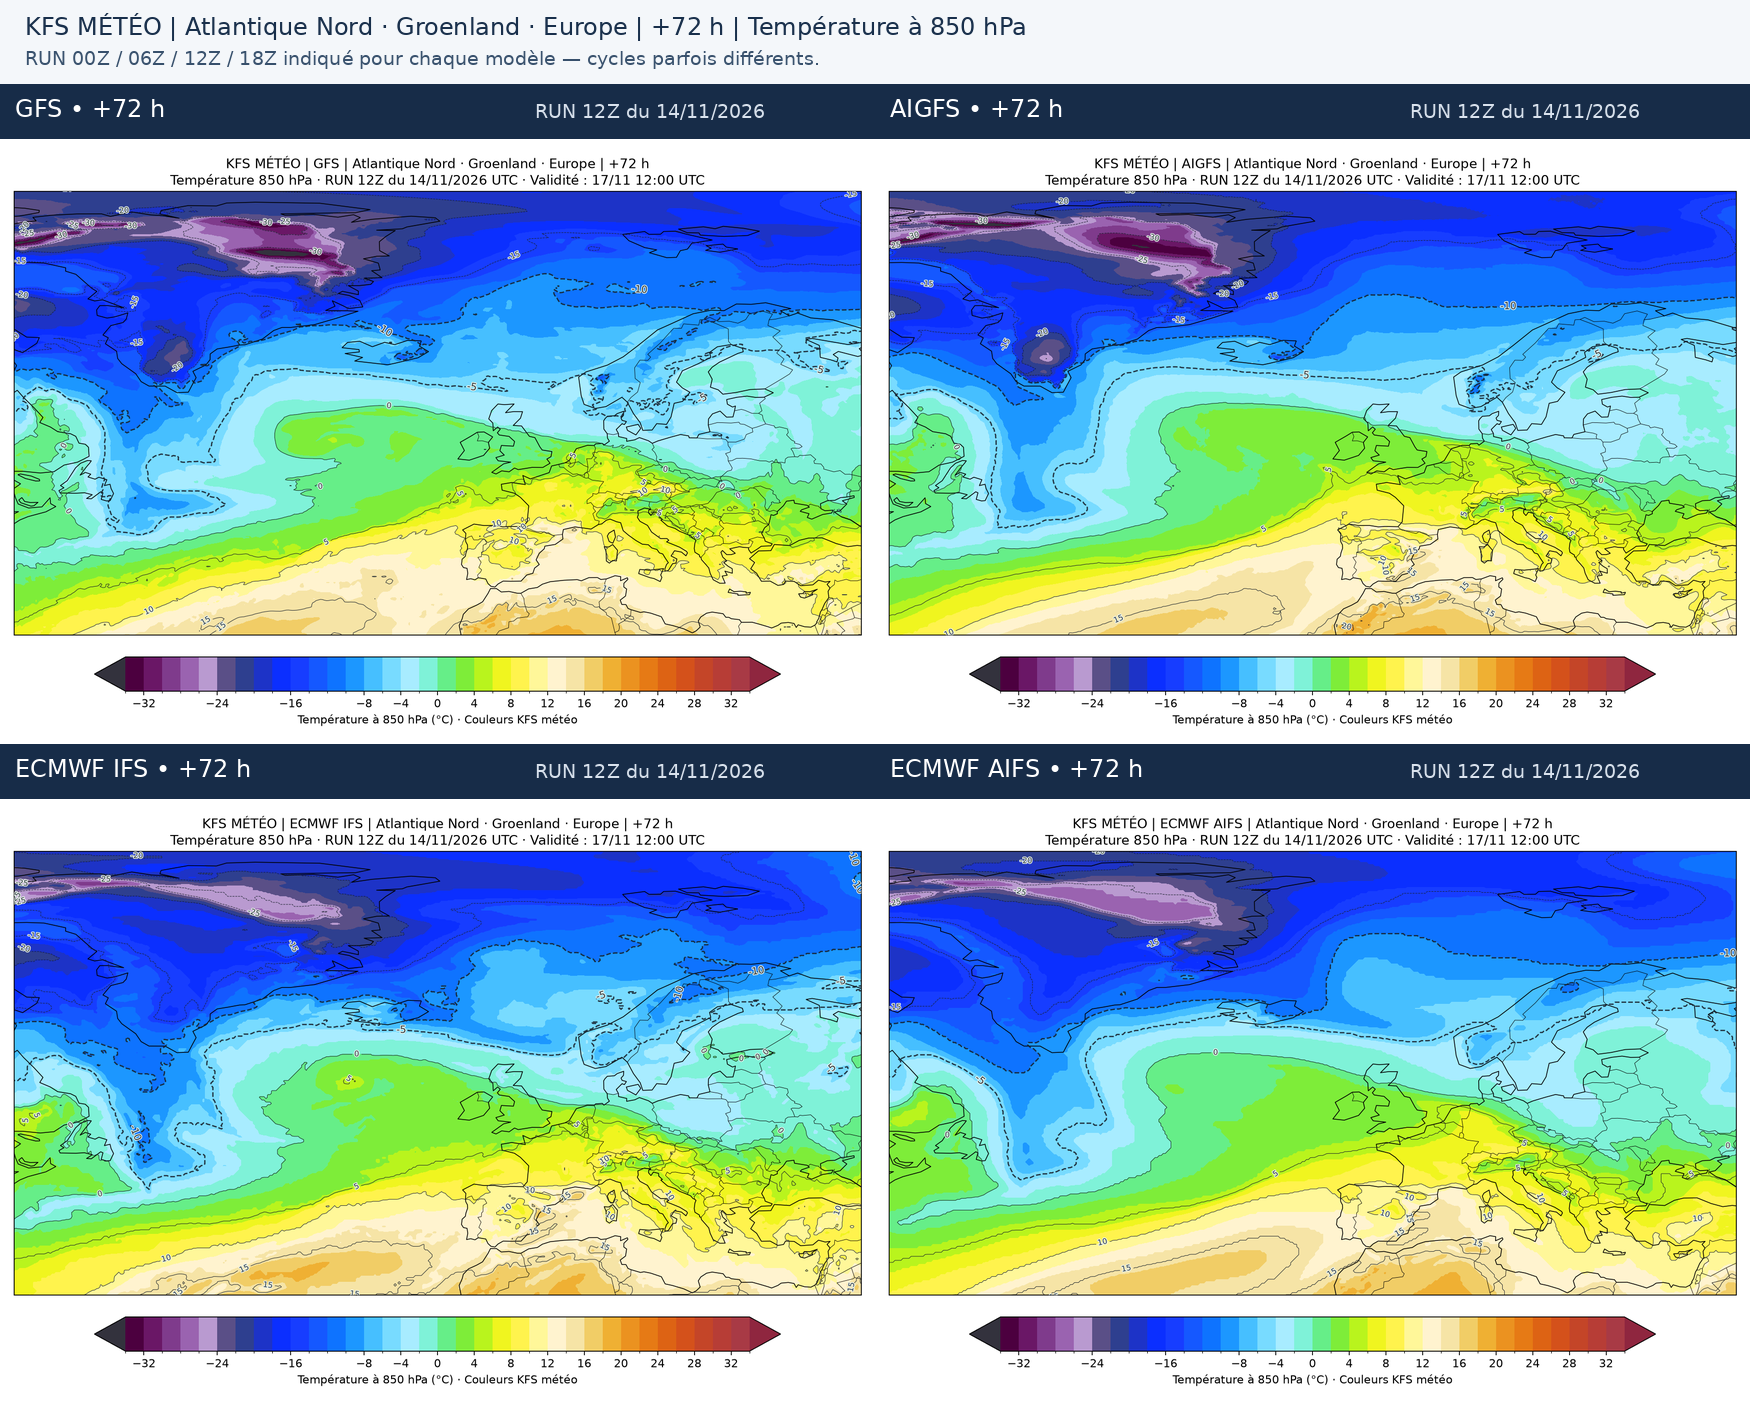 KFS MÉTÉO | Atlantique Nord · Groenland · Europe | +72 h | Température à 850 hPa
RUN 00Z / 06Z / 12Z / 18Z indiqué pour chaque modèle — cycles parfois différents.
GFS • +72 h RUN 12Z du 14/11/2026
KFS MÉTÉO | GFS | Atlantique Nord · Groenland · Europe | +72 h
Température 850 hPa · RUN 12Z du 14/11/2026 UTC · Validité : 17/11 12:00 UTC
−32 −24 −16 −8 −4 0 4 8 12 16 20 24 28 32
Température à 850 hPa (°C) · Couleurs KFS météo
AIGFS • +72 h RUN 12Z du 14/11/2026
KFS MÉTÉO | AIGFS | Atlantique Nord · Groenland · Europe | +72 h
Température 850 hPa · RUN 12Z du 14/11/2026 UTC · Validité : 17/11 12:00 UTC
−32 −24 −16 −8 −4 0 4 8 12 16 20 24 28 32
Température à 850 hPa (°C) · Couleurs KFS météo
ECMWF IFS • +72 h RUN 12Z du 14/11/2026
KFS MÉTÉO | ECMWF IFS | Atlantique Nord · Groenland · Europe | +72 h
Température 850 hPa · RUN 12Z du 14/11/2026 UTC · Validité : 17/11 12:00 UTC
−32 −24 −16 −8 −4 0 4 8 12 16 20 24 28 32
Température à 850 hPa (°C) · Couleurs KFS météo
ECMWF AIFS • +72 h RUN 12Z du 14/11/2026
KFS MÉTÉO | ECMWF AIFS | Atlantique Nord · Groenland · Europe | +72 h
Température 850 hPa · RUN 12Z du 14/11/2026 UTC · Validité : 17/11 12:00 UTC
−32 −24 −16 −8 −4 0 4 8 12 16 20 24 28 32
Température à 850 hPa (°C) · Couleurs KFS météo